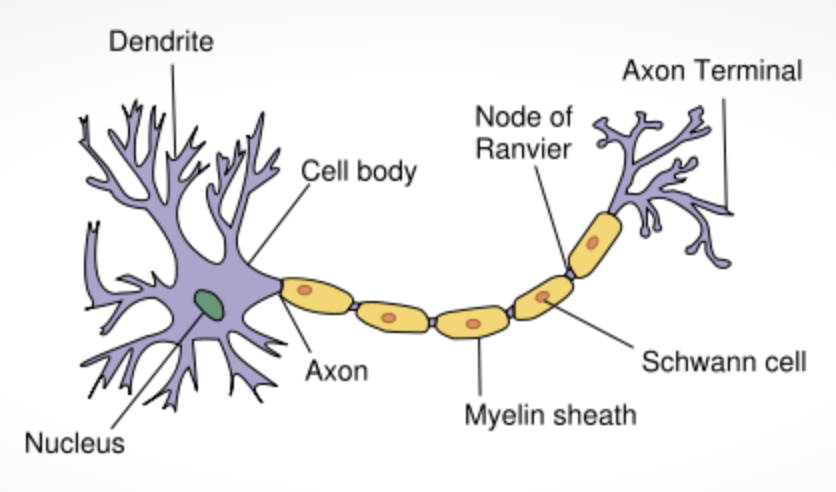 Dendrite
Axon Terminal
Node of
Ranvier
Cell body
Axon
Schwann cell
Myelin sheath
Nucleus